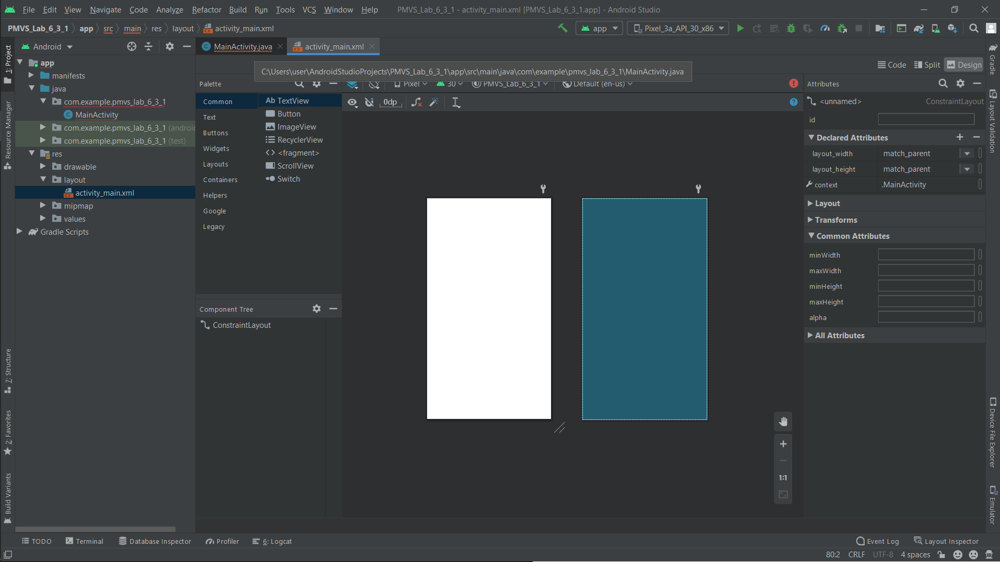 File Edit View Navigate Code Analyze Refactor Build Run Tools VCS Window Help PMVS_Lab_6_3_1 - activity_main.xml [PMVS_Lab_6_3_1.app] - Android Studio
PMVS_Lab_6_3_1 app src main res layout activity_main.xml app Pixel_3a_API_30_x86
Android
MainActivity.java activity_main.xml
Code Split Design
C:\Users\user\AndroidStudioProjects\PMVS_Lab_6_3_1\app\src\main\java\com\example\pmvs_lab_6_3_1\MainActivity.java
1: Project
Resource Manager
7: Structure
2: Favorites
Build Variants
app
manifests
java
com.example.pmvs_lab_6_3_1
MainActivity
com.example.pmvs_lab_6_3_1 (androic
com.example.pmvs_lab_6_3_1 (test)
res
drawable
layout
activity_main.xml
mipmap
values
Gradle Scripts
Palette
Common
Text
Buttons
Widgets
Layouts
Containers
Helpers
Google
Legacy
Ab TextView
Button
ImageView
RecyclerView
<fragment>
ScrollView
Switch
Component Tree
ConstraintLayout
Pixel 30 PMVS_Lab_6_3_1 Default (en-us)
0dp
1:1
Attributes
<unnamed> ConstraintLayout
id
Declared Attributes
layout_width match_parent
layout_height match_parent
context .MainActivity
Layout
Transforms
Common Attributes
minWidth
maxWidth
minHeight
maxHeight
alpha
All Attributes
Gradle
Layout Validation
Device File Explorer
Emulator
TODO Terminal Database Inspector Profiler 6: Logcat Event Log Layout Inspector
80:2 CRLF UTF-8 4 spaces